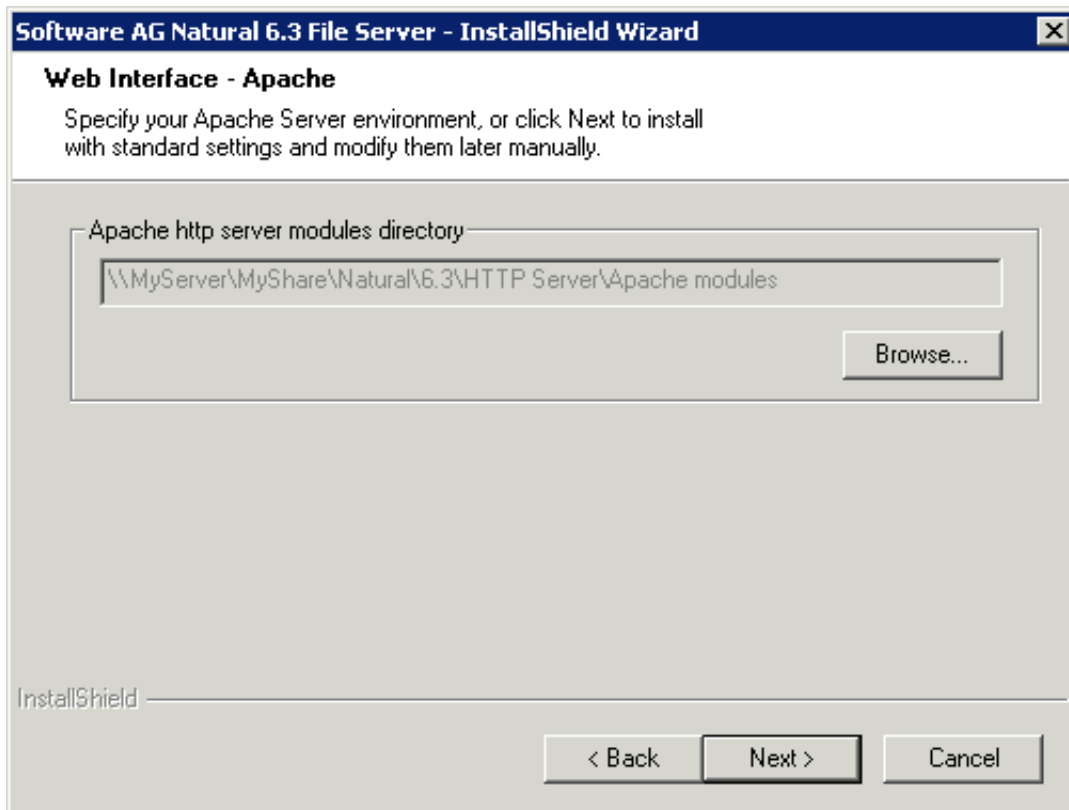 Software AG Natural 6.3 File Server - InstallShield Wizard
Web Interface - Apache
Specify your Apache Server environment, or click Next to install
with standard settings and modify them later manually.
Apache http server modules directory
\\MyServer\MyShare\Natural\6.3\HTTP Server\Apache modules
Browse...
InstallShield
< Back Next > Cancel